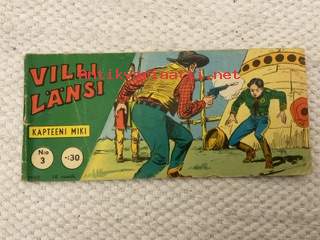 VILLI
LÄNSI
antikvariaatti.net
KAPTEENI MIKI
N:o
3
:30